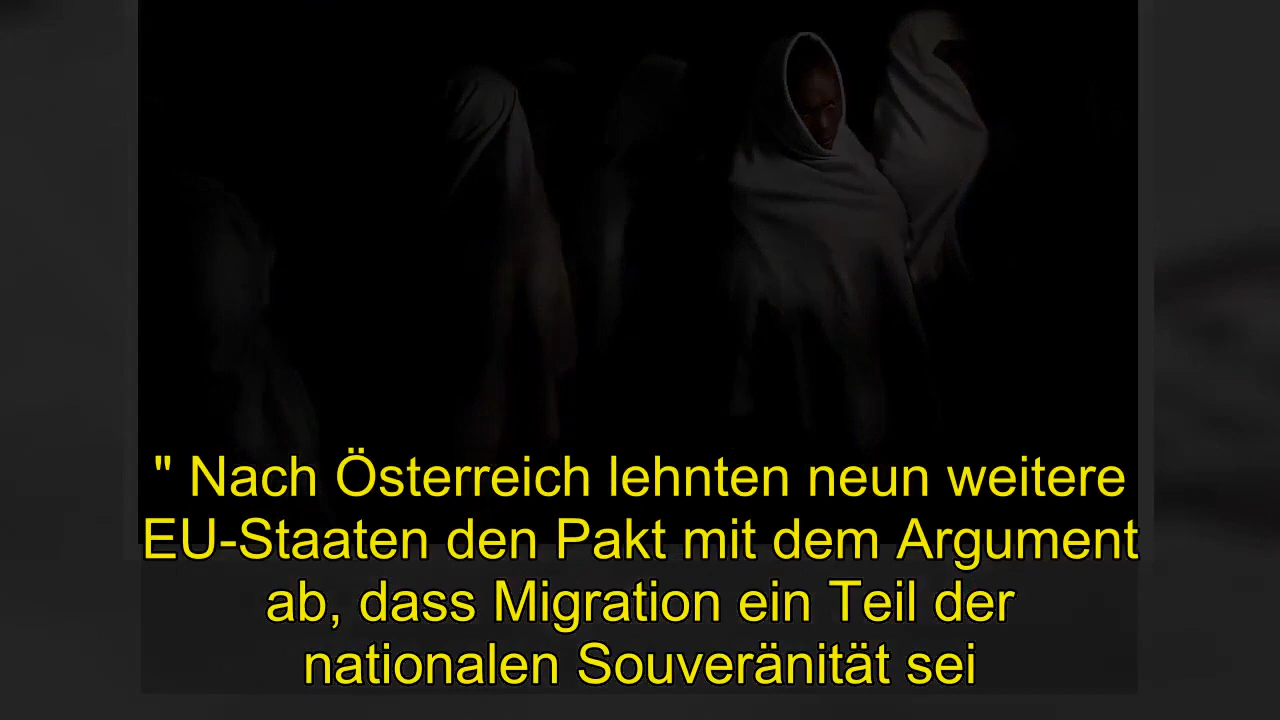 " Nach Österreich lehnten neun weitere
EU-Staaten den Pakt mit dem Argument
ab, dass Migration ein Teil der
nationalen Souveränität sei